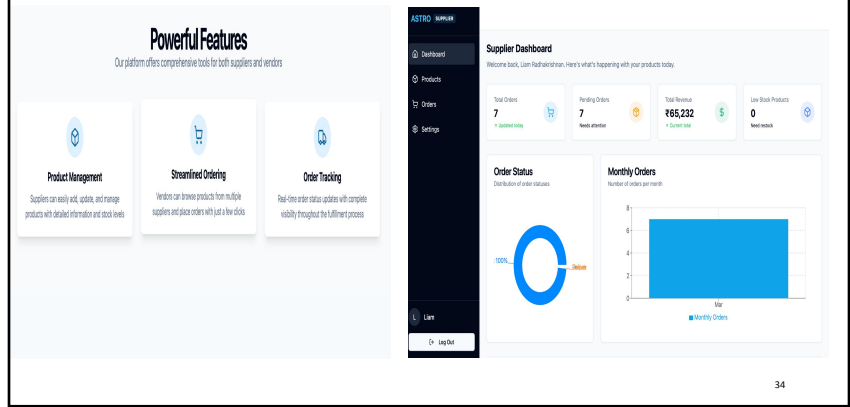 Powerful Features
Our platform offers comprehensive tools for both suppliers and vendors
Product Management
Suppliers can easily add, update, and manage
products with detailed information and stock levels
Streamlined Ordering
Vendors can browse products from multiple
suppliers and place orders with just a few clicks
Order Tracking
Real-time order status updates with complete
visibility throughout the fulfillment process
ASTRO SUPPLIER
Dashboard
Products
Orders
Settings
L Liam
Log Out
Supplier Dashboard
Welcome back, Liam Radhakrishnan. Here's what's happening with your products today.
Total Orders
7
Updated today
Pending Orders
7
Needs attention
Total Revenue
₹65,232
Current total
Low Stock Products
0
Need restock
Order Status
Distribution of order statuses
100%
Monthly Orders
Number of orders per month
8
6
4
2
0
Mar
Monthly Orders
34